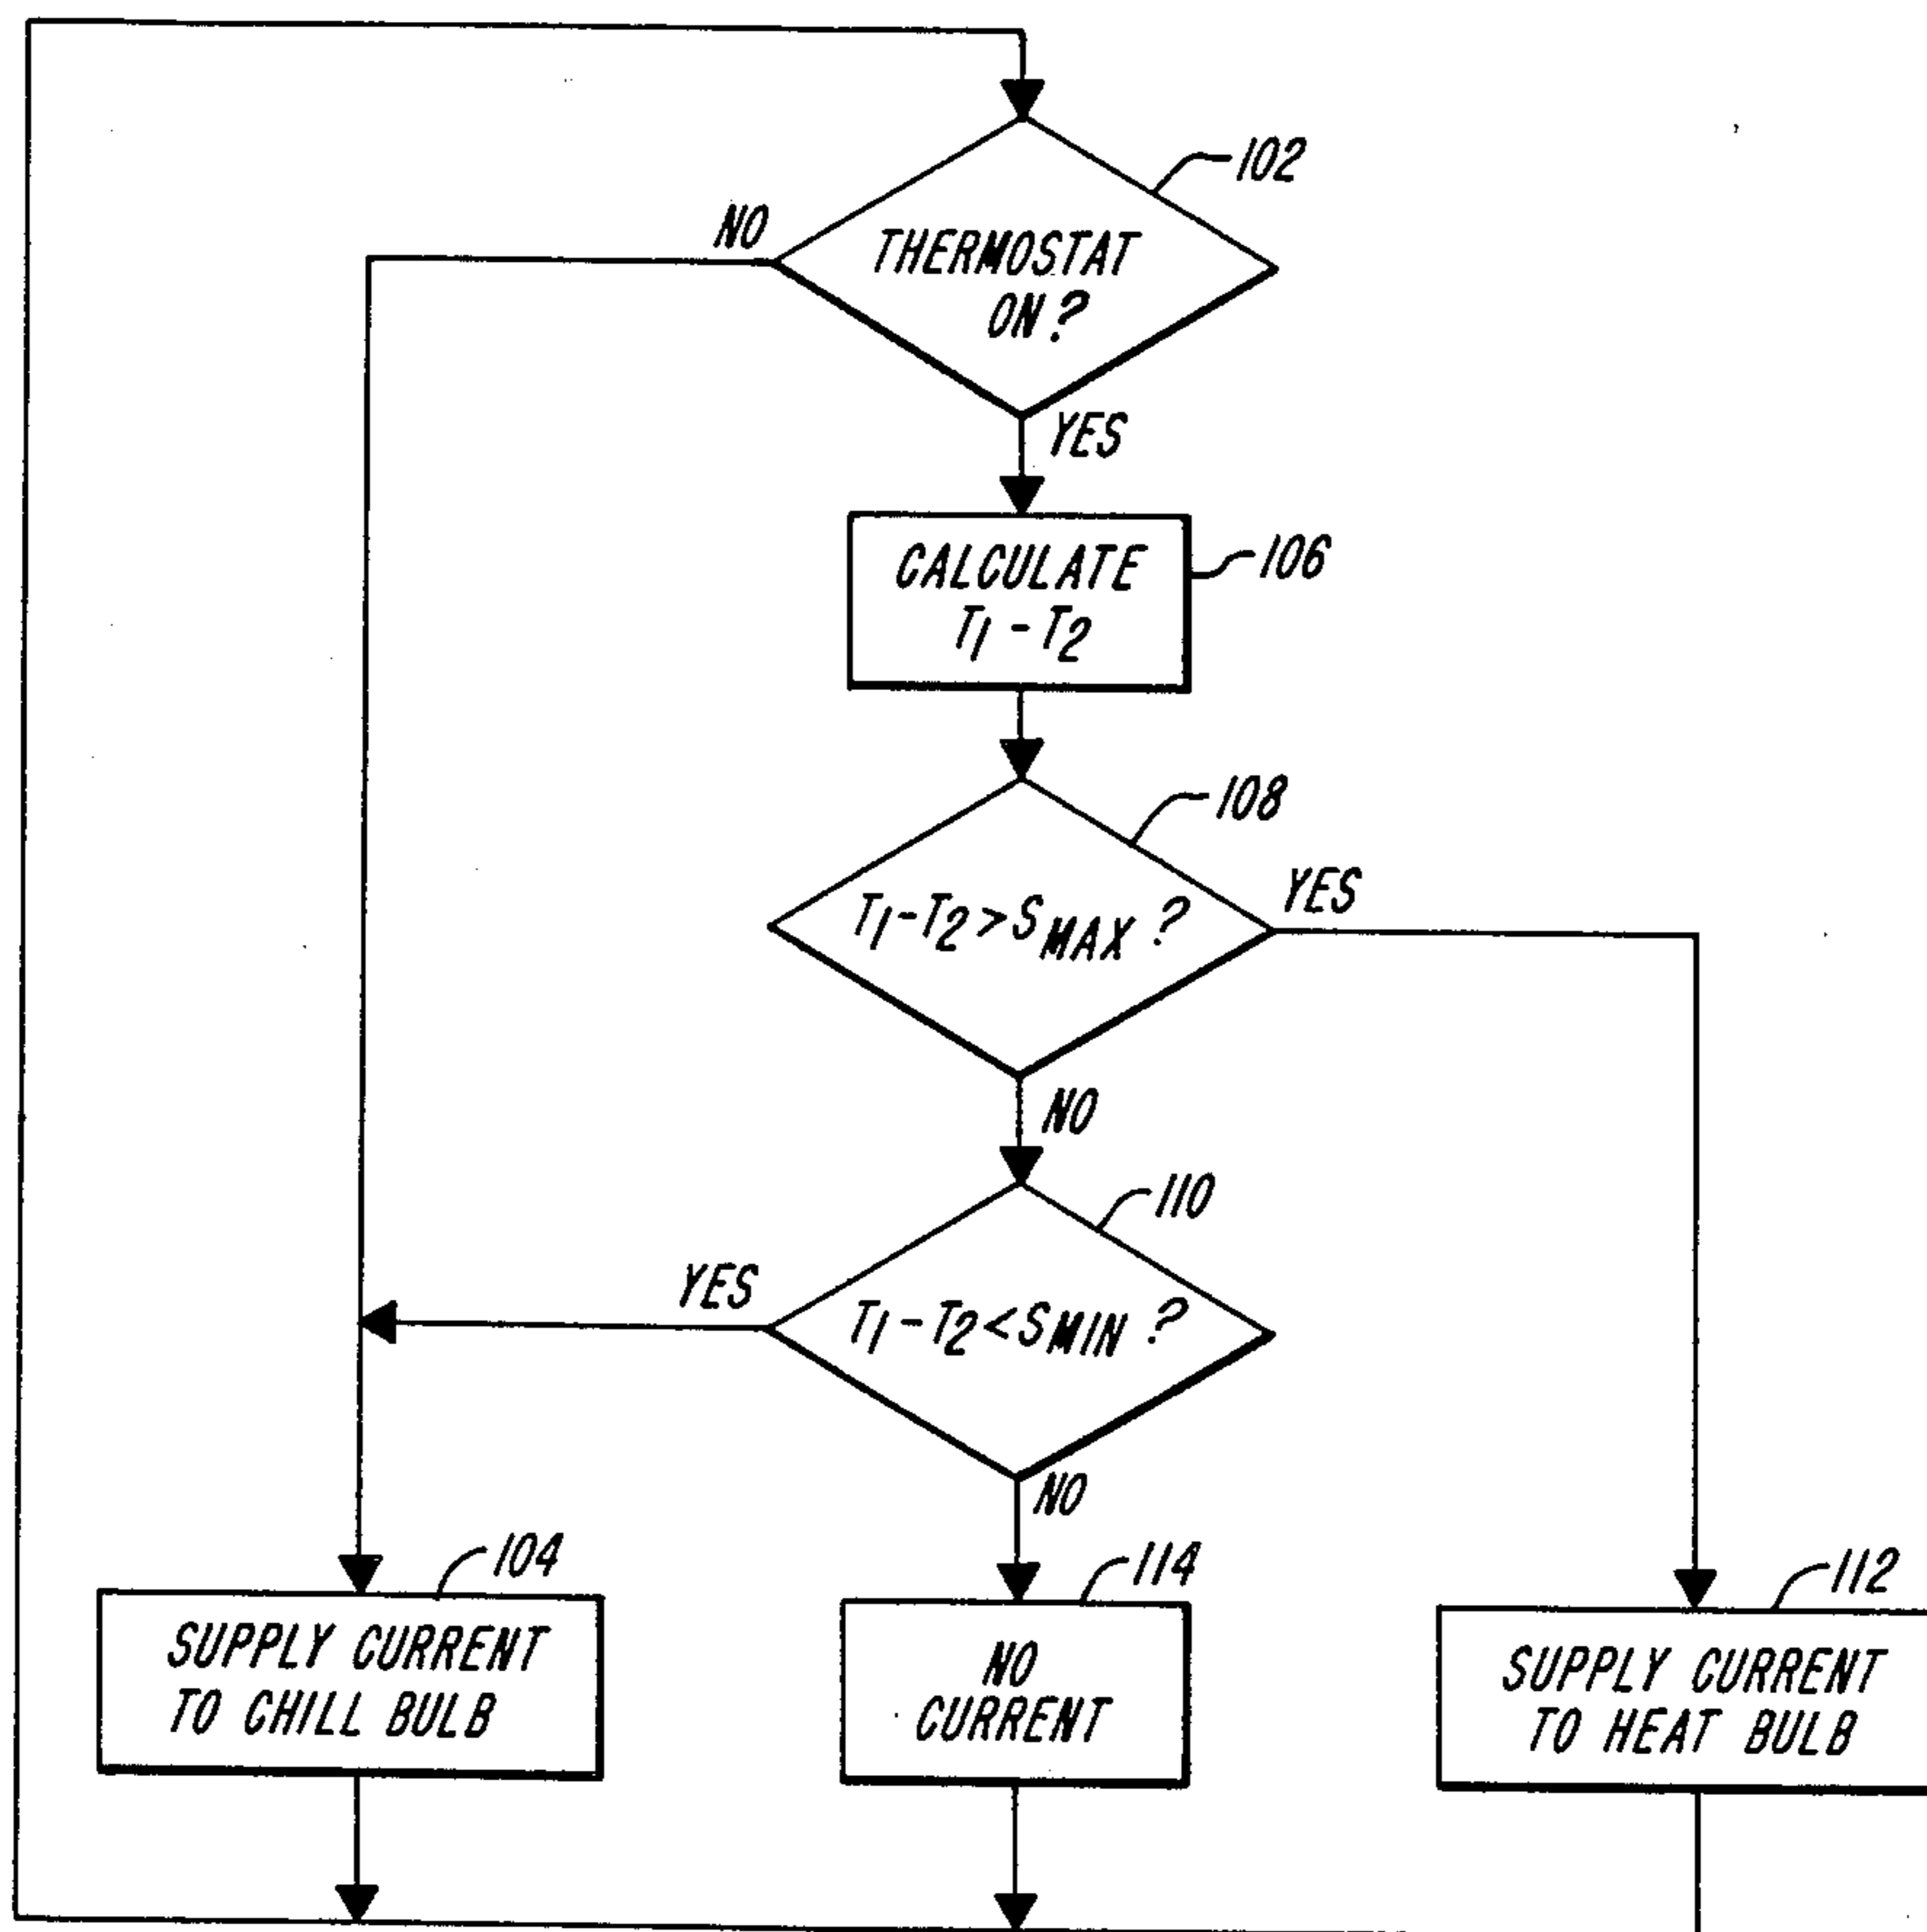 102
NO
THERMOSTAT
ON?
YES
CALCULATE
T1-T2
106
108
T1-T2>SMAX?
YES
NO
110
YES
T1-T2<SMIN?
NO
104
SUPPLY CURRENT
TO CHILL BULB
114
NO
CURRENT
112
SUPPLY CURRENT
TO HEAT BULB